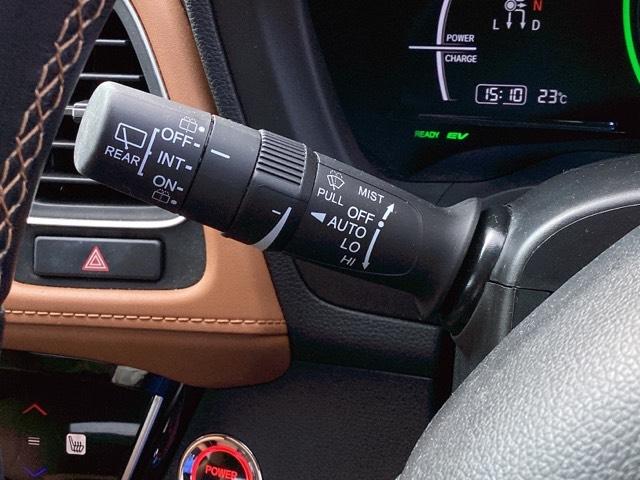 N
L D
POWER
CHARGE
15:10 23°C
READY EV
OFF
INT
REAR
ON
MIST
PULL
OFF
AUTO
LO
HI
POWER